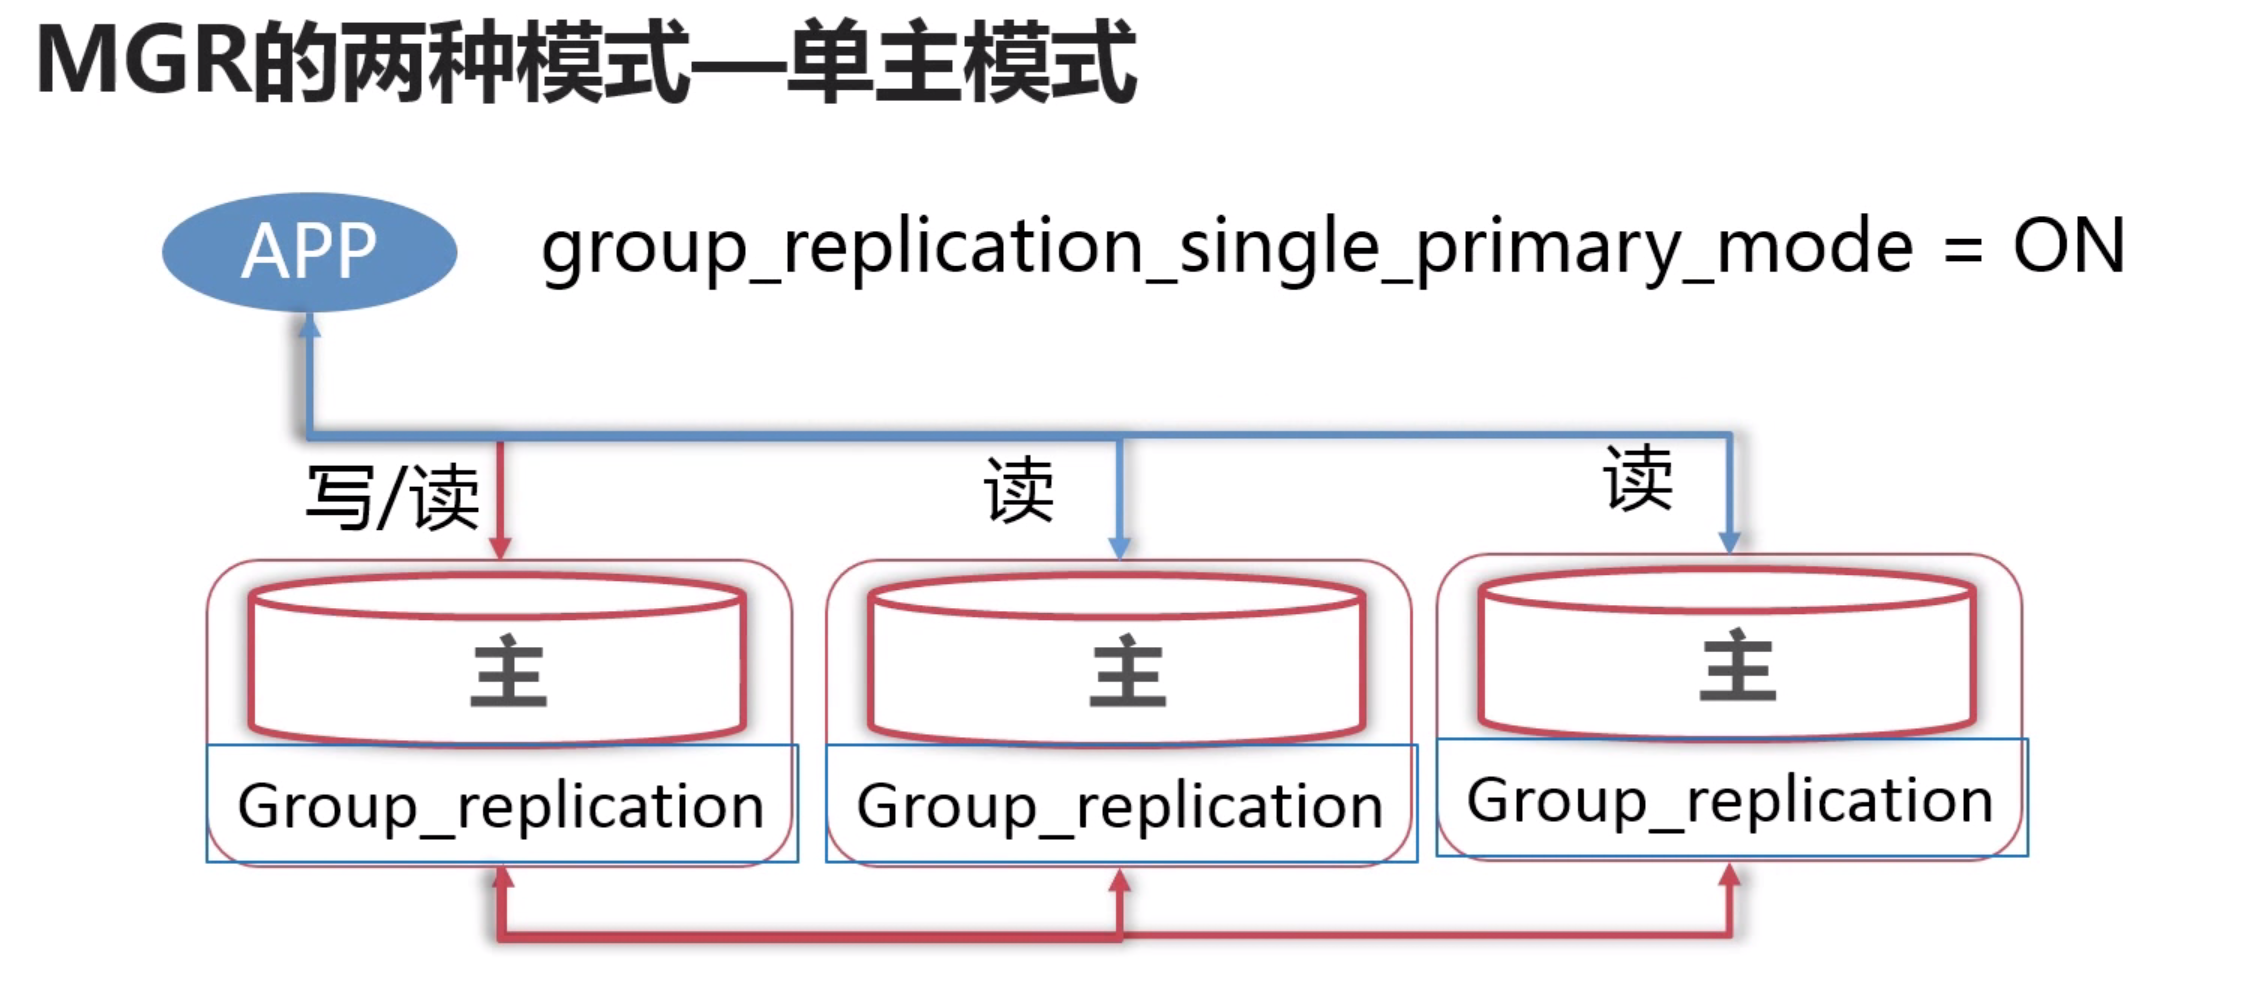 MGR的两种模式—单主模式
APP
group_replication_single_primary_mode = ON
写/读
读
读
主
主
主
Group_replication
Group_replication
Group_replication